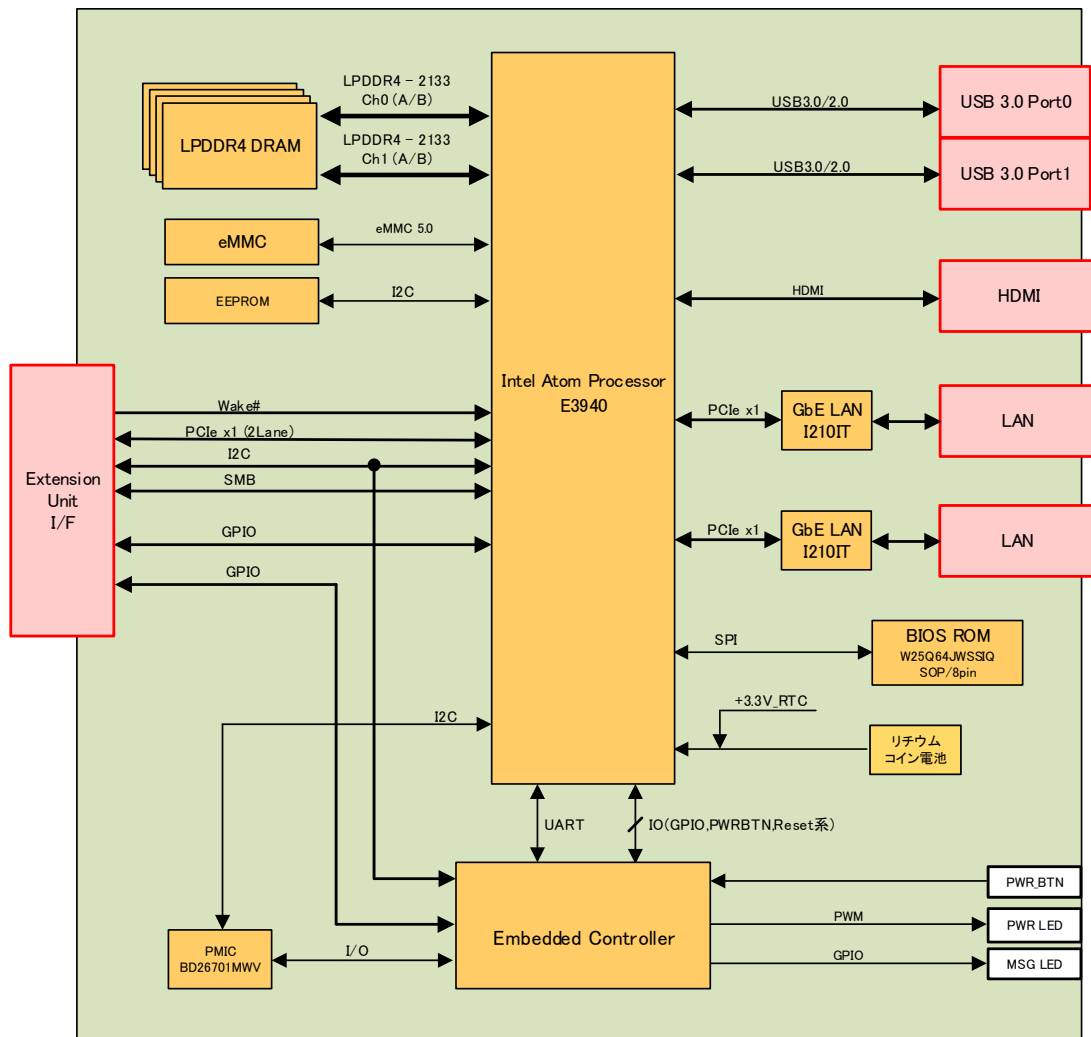 LPDDR4 - 2133
Ch0 (A/B)
LPDDR4 DRAM
LPDDR4 - 2133
Ch1 (A/B)
USB3.0/2.0
USB 3.0 Port0
USB3.0/2.0
USB 3.0 Port1
eMMC
eMMC 5.0
EEPROM
I2C
HDMI
HDMI
Intel Atom Processor
E3940
Extension
Unit
I/F
Wake#
PCIe x1 (2Lane)
I2C
SMB
GPIO
GPIO
PCIe x1
GbE LAN
I210IT
LAN
PCIe x1
GbE LAN
I210IT
LAN
SPI
BIOS ROM
W25Q64JWSSIQ
SOP/8pin
+3.3V_RTC
リチウム
コイン電池
I2C
UART
IO(GPIO,PWRBTN,Reset系)
Embedded Controller
PMIC
BD26701MWV
I/O
PWR_BTN
PWM
PWR LED
GPIO
MSG LED